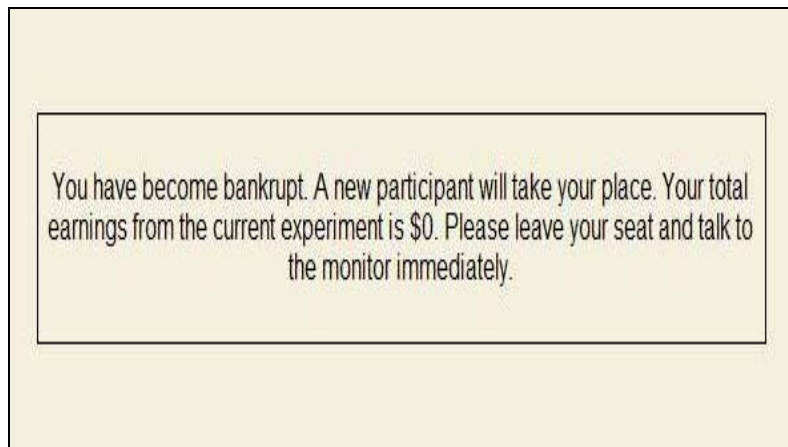 You have become bankrupt. A new participant will take your place. Your total
earnings from the current experiment is $0. Please leave your seat and talk to
the monitor immediately.